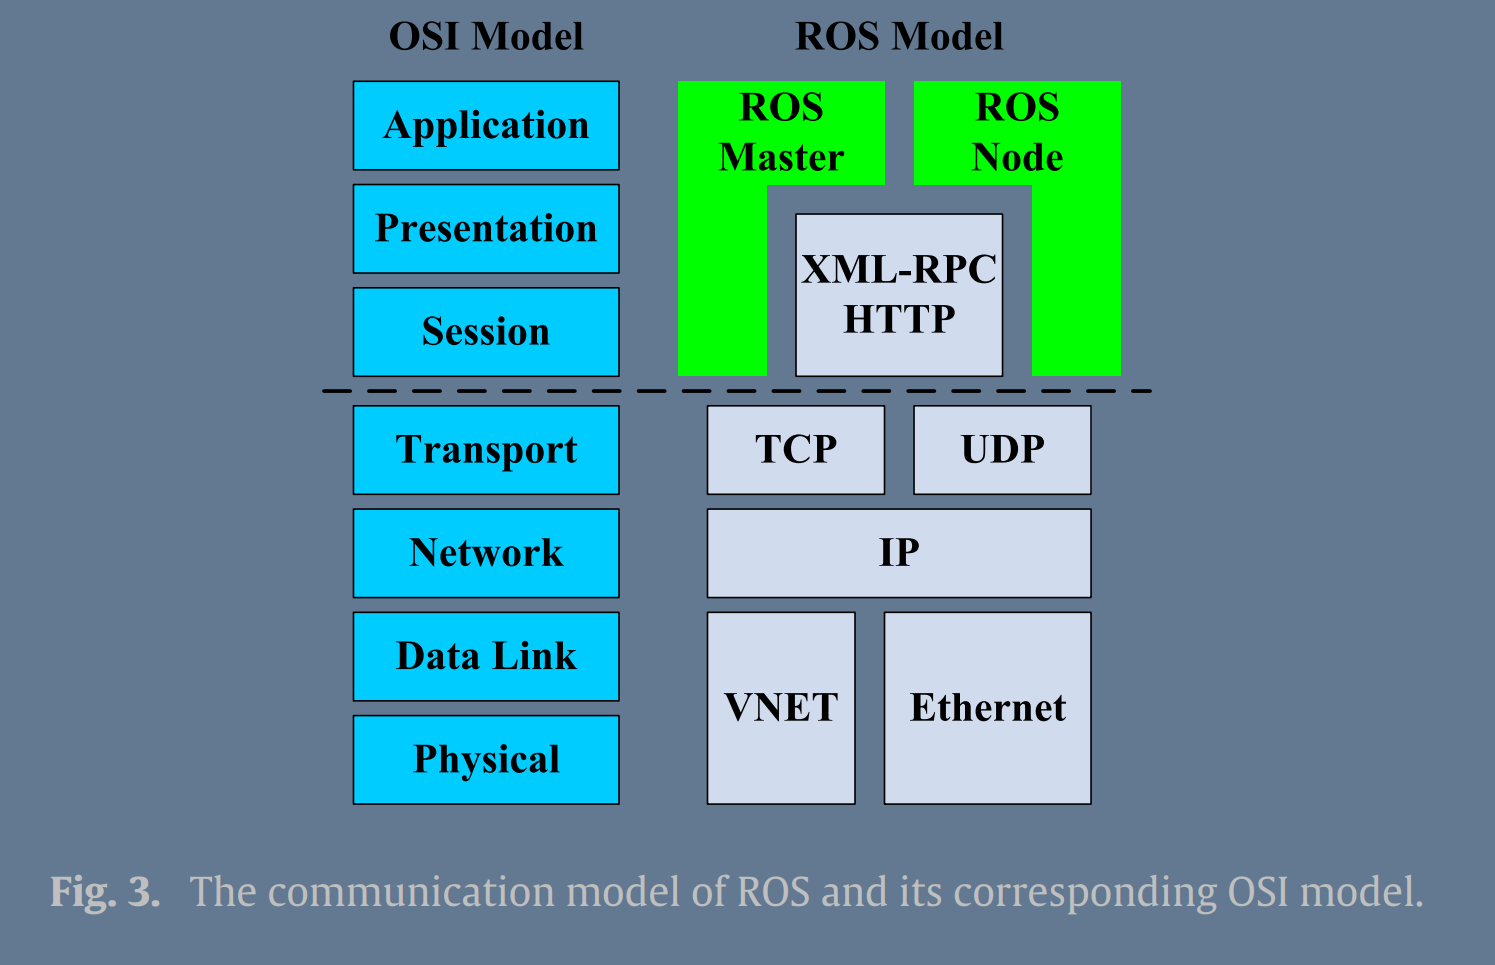 OSI Model
ROS Model
Application
Presentation
Session
Transport
Network
Data Link
Physical
ROS
Master
ROS
Node
XML-RPC
HTTP
TCP
UDP
IP
VNET
Ethernet
Fig. 3. The communication model of ROS and its corresponding OSI model.